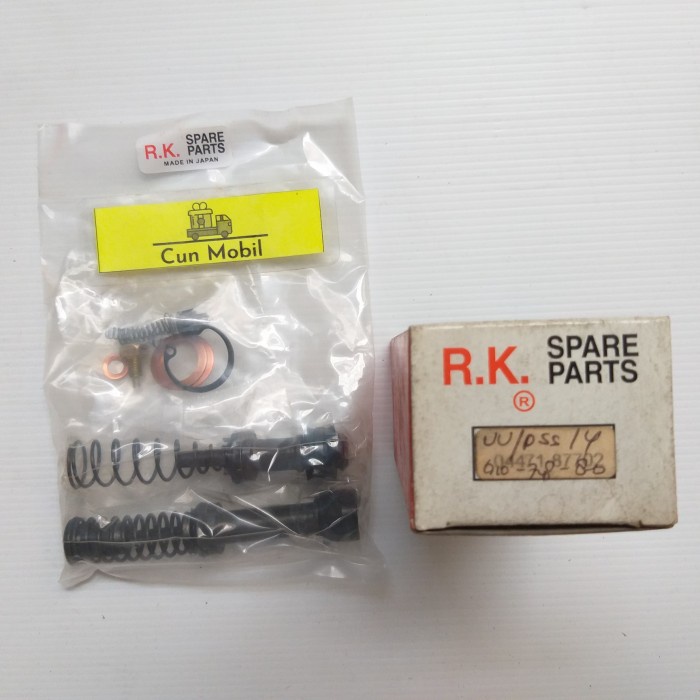 R.K. SPARE PARTS
MADE IN JAPAN
Cun Mobil
R.K. SPARE PARTS
®
04471-87702